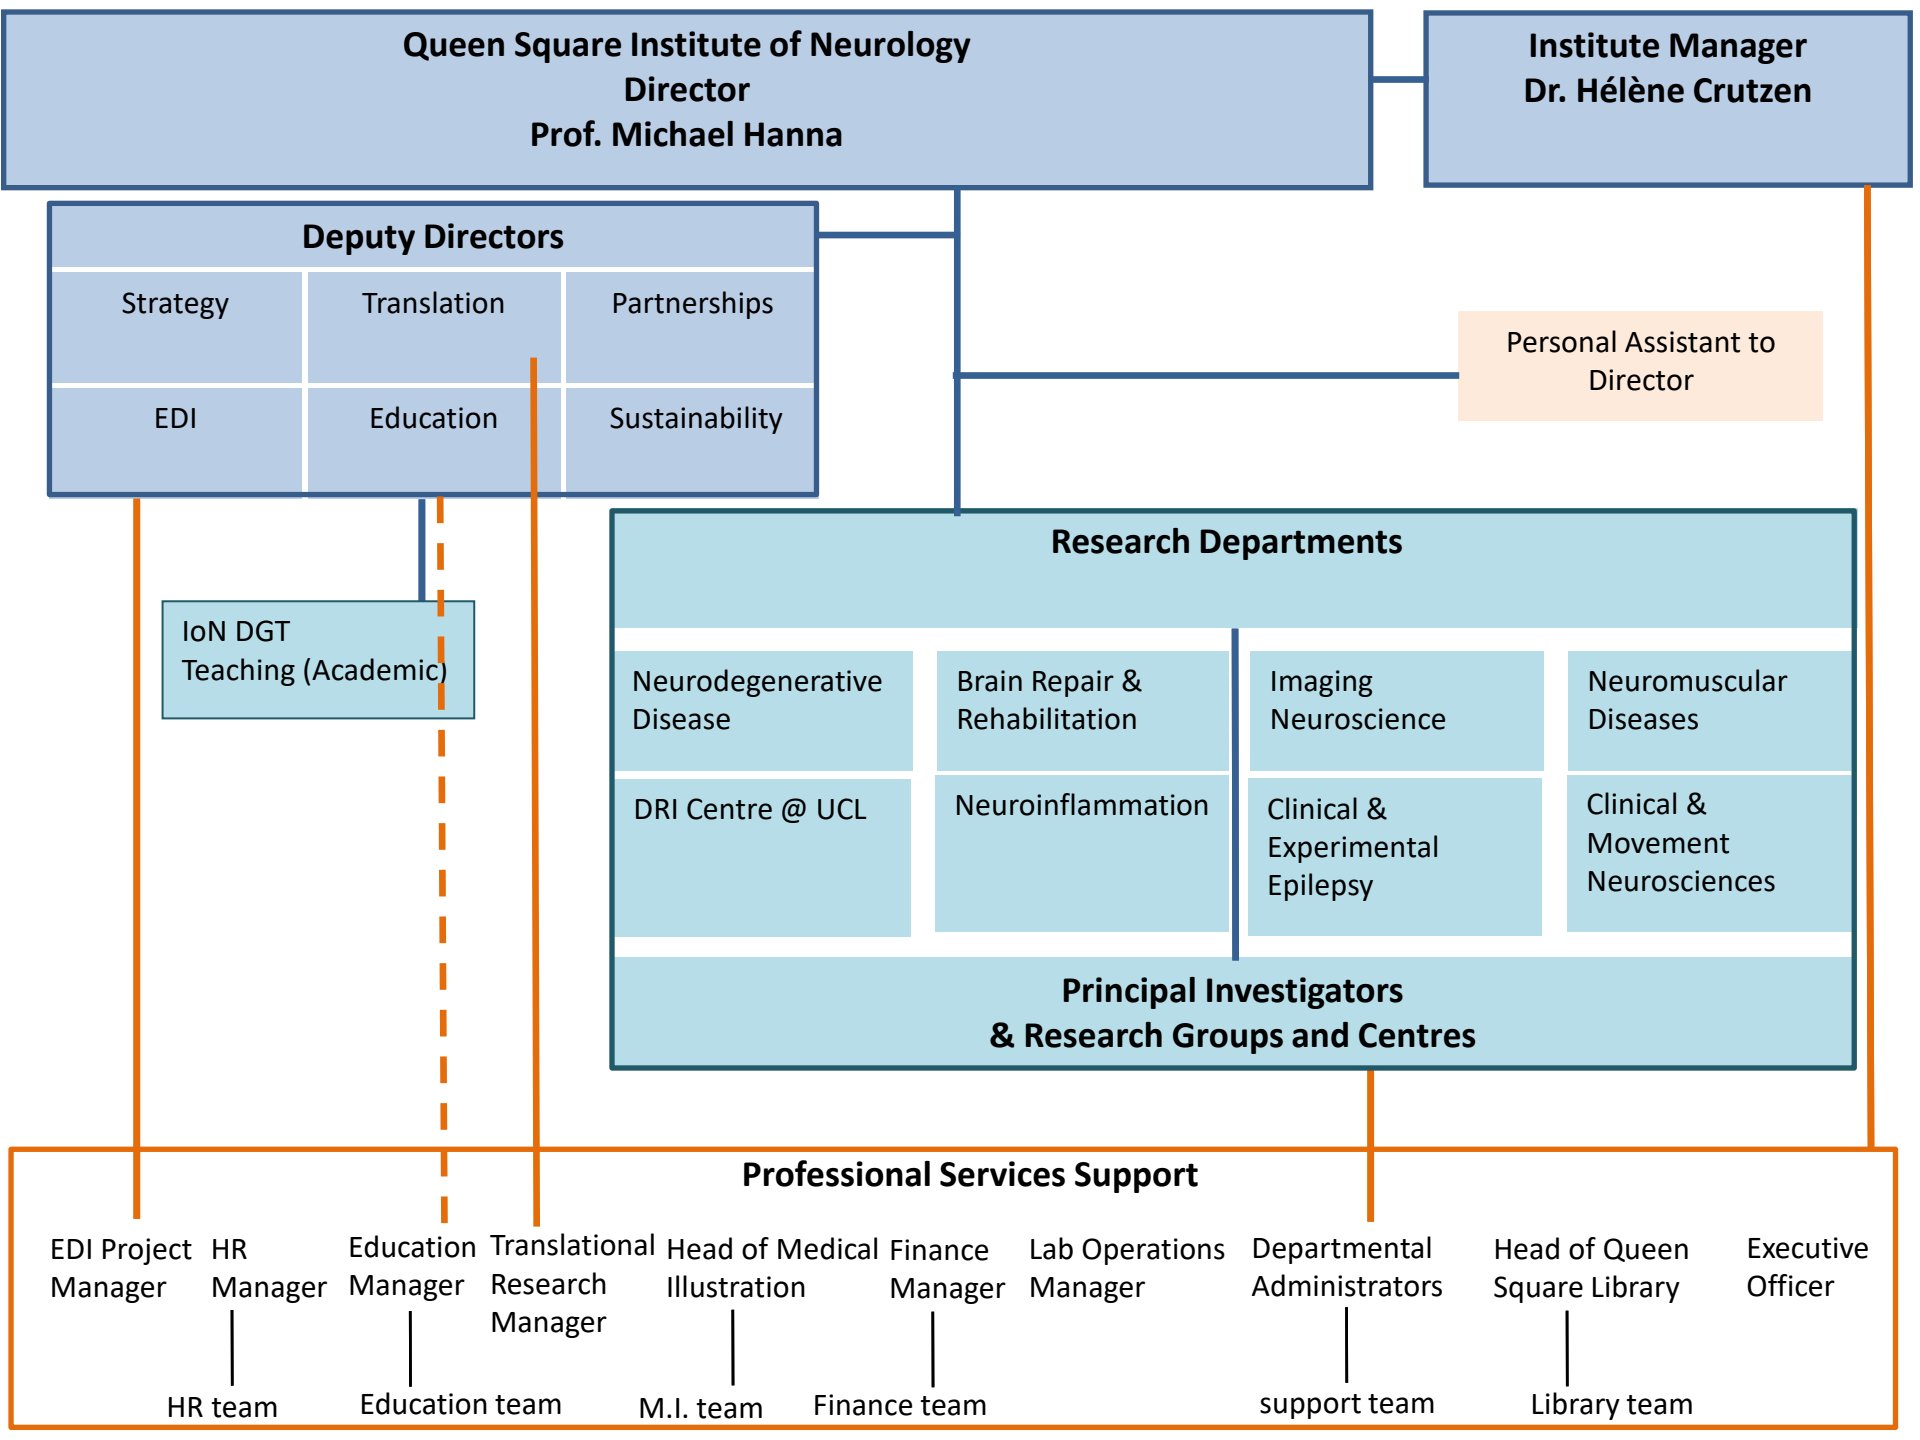 Queen Square Institute of Neurology
Director
Prof. Michael Hanna
Institute Manager
Dr. Hélène Crutzen
Deputy Directors
Strategy
Translation
Partnerships
EDI
Education
Sustainability
Personal Assistant to
Director
IoN DGT
Teaching (Academic)
Research Departments
Neurodegenerative
Disease
Brain Repair &
Rehabilitation
Imaging
Neuroscience
Neuromuscular
Diseases
DRI Centre @ UCL
Neuroinflammation
Clinical &
Experimental
Epilepsy
Clinical &
Movement
Neurosciences
Principal Investigators
& Research Groups and Centres
Professional Services Support
EDI Project
Manager
HR
Manager
Education
Manager
Translational
Research
Manager
Head of Medical
Illustration
Finance
Manager
Lab Operations
Manager
Departmental
Administrators
Head of Queen
Square Library
Executive
Officer
HR team
Education team
M.I. team
Finance team
support team
Library team